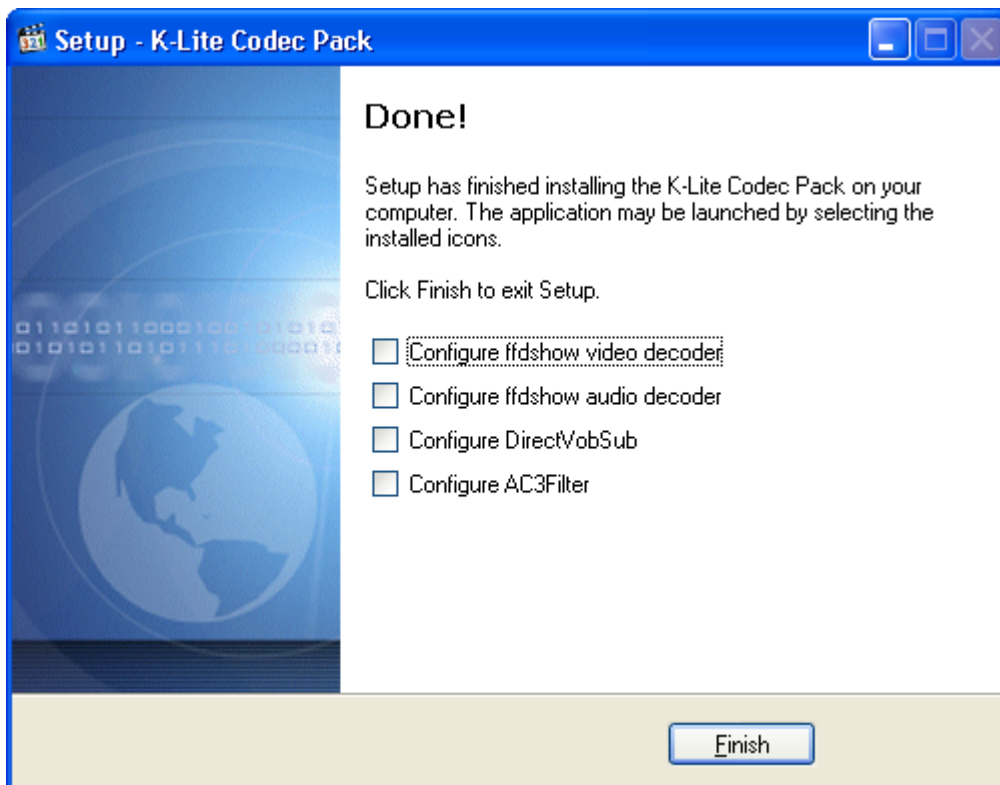 Setup - K-Lite Codec Pack
Done!
Setup has finished installing the K-Lite Codec Pack on your
computer. The application may be launched by selecting the
installed icons.
Click Finish to exit Setup.
Configure ffdshow video decoder
Configure ffdshow audio decoder
Configure DirectVobSub
Configure AC3Filter
Finish